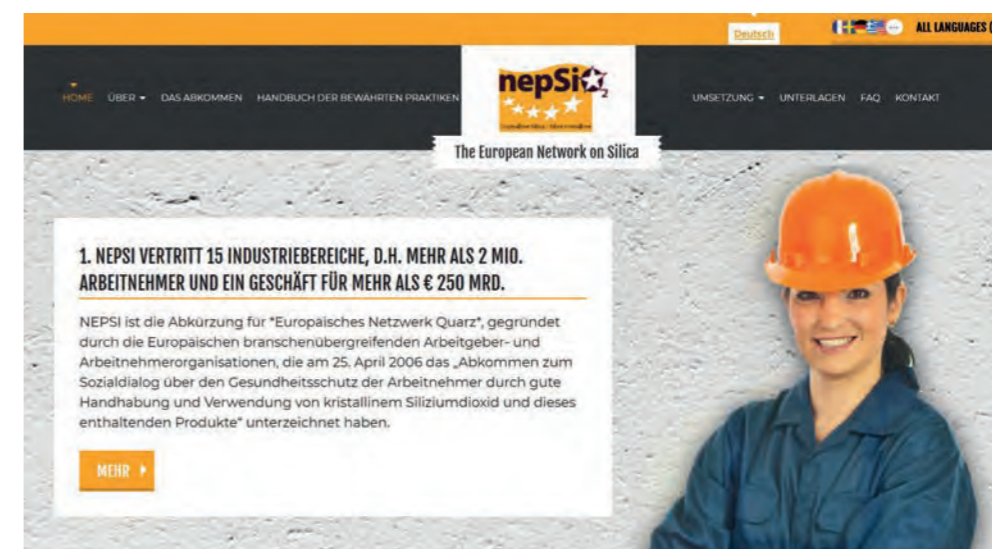 Deutsch
ALL LANGUAGES (
HOME ÜBER DAS ABKOMMEN HANDBUCH DER BEWÄHRTEN PRAKTIKEN
nepSiO2
UMSETZUNG UNTERLAGEN FAQ KONTAKT
The European Network on Silica
1. NEPSI VERTRITT 15 INDUSTRIEBEREICHE, D.H. MEHR ALS 2 MIO.
ARBEITNEHMER UND EIN GESCHÄFT FÜR MEHR ALS € 250 MRD.
NEPSI ist die Abkürzung für "Europäisches Netzwerk Quarz", gegründet
durch die Europäischen branschenübergreifenden Arbeitgeber- und
Arbeitnehmerorganisationen, die am 25. April 2006 das „Abkommen zum
Sozialdialog über den Gesundheitsschutz der Arbeitnehmer durch gute
Handhabung und Verwendung von kristallinem Siliziumdioxid und dieses
enthaltenden Produkte" unterzeichnet haben.
MEHR